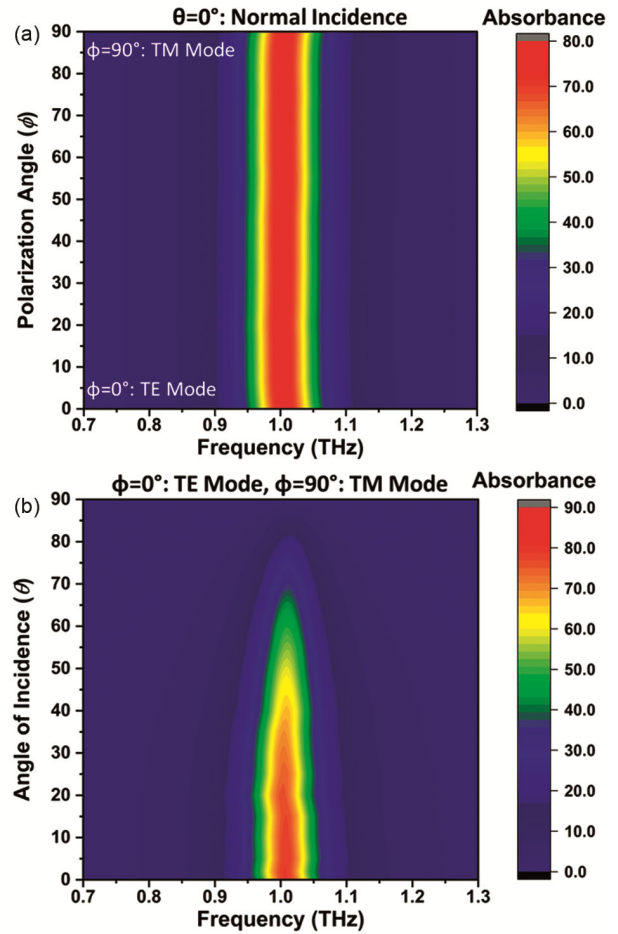 (a)
θ=0°: Normal Incidence
Absorbance
ϕ=90°: TM Mode
ϕ=0°: TE Mode
Polarization Angle (ϕ)
90
80
70
60
50
40
30
20
10
0
0.7 0.8 0.9 1.0 1.1 1.2 1.3
Frequency (THz)
80.0
70.0
60.0
50.0
40.0
30.0
20.0
10.0
0.0
(b)
ϕ=0°: TE Mode, ϕ=90°: TM Mode
Absorbance
Angle of Incidence (θ)
90
80
70
60
50
40
30
20
10
0
0.7 0.8 0.9 1.0 1.1 1.2 1.3
Frequency (THz)
90.0
80.0
70.0
60.0
50.0
40.0
30.0
20.0
10.0
0.0